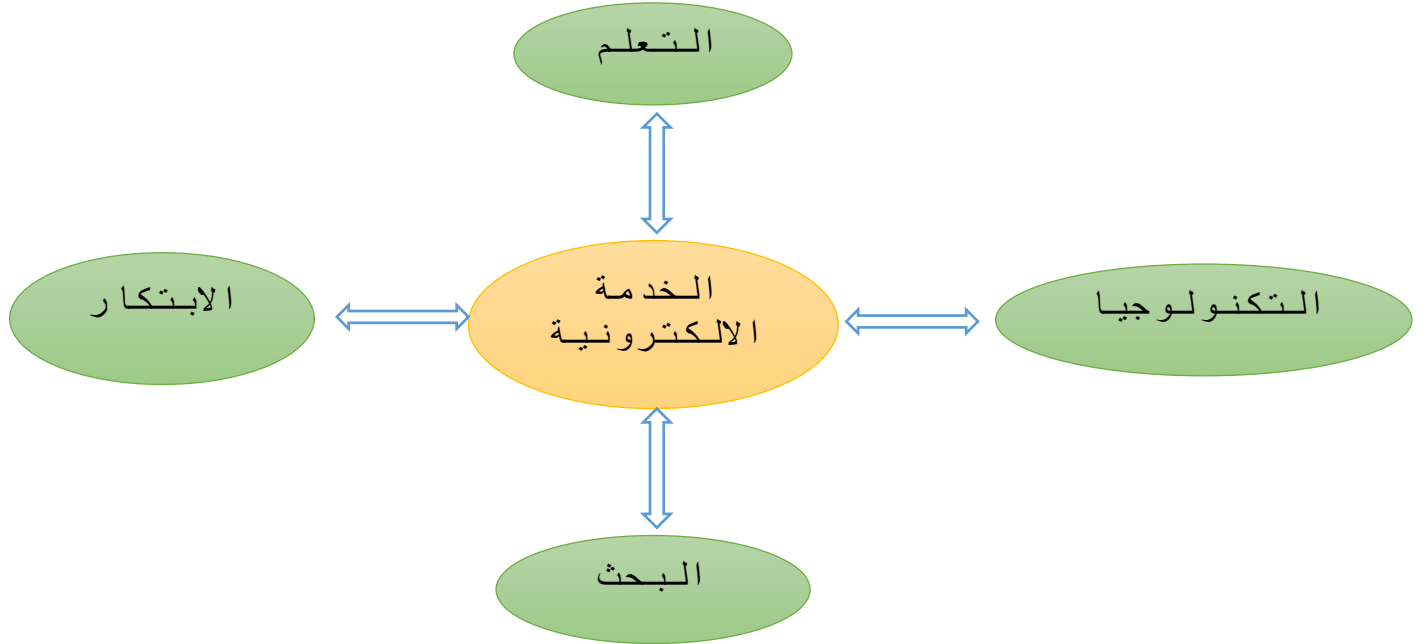 التعلم
الخدمة
الالكترونية
التكنولوجيا
الابتكار
البحث